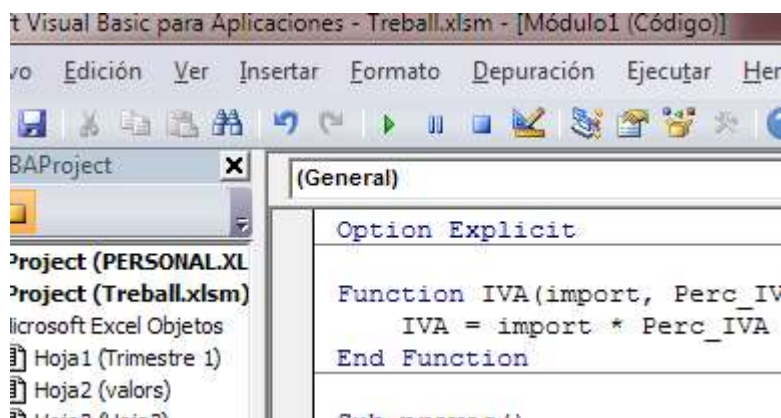 t Visual Basic para Aplicaciones - Treball.xlsm - [Módulo1 (Código)]
vo Edición Ver Insertar Formato Depuración Ejecutar Her
BAProject
(General)
Project (PERSONAL.XL
Project (Treball.xlsm)
licrosoft Excel Objetos
Hoja1 (Trimestre 1)
Hoja2 (valors)
Option Explicit
Function IVA(import, Perc_IV
IVA = import * Perc_IVA
End Function